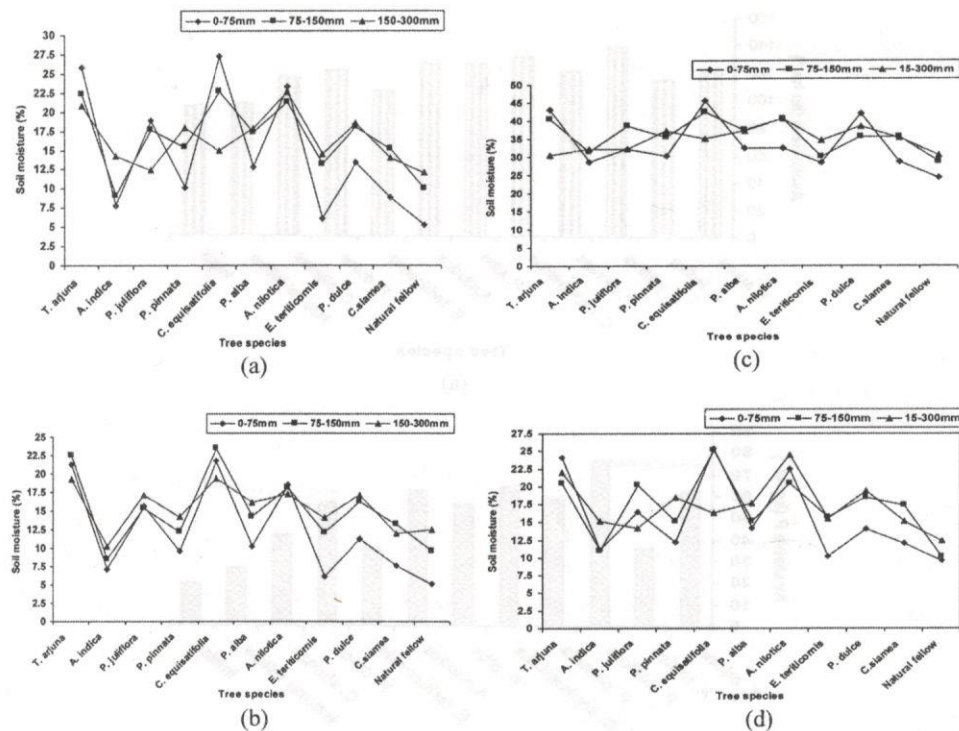 0-75mm 75-150mm 150-300mm
Soil moisture (%)
30
27.5
25
22.5
20
17.5
15
12.5
10
7.5
5
2.5
0
T. arjuna
A. indica
P. juliflora
P. pinnata
C. equisatifolia
P. alba
A. nilotica
E. teriticornis
P. dulce
C.siamea
Natural fellow
Tree species
(a)
0-75mm 75-150mm 15-300mm
Soil moisture (%)
50
45
40
35
30
25
20
15
10
5
0
T. arjuna
A. indica
P. juliflora
P. pinnata
C. equisatifolia
P. alba
A. nilotica
E. teriticornis
P. dulce
C.siamea
Natural fellow
Tree species
(c)
0-75mm 75-150mm 150-300mm
Soil moisture (%)
25
22.5
20
17.5
15
12.5
10
7.5
5
2.5
0
T. arjuna
A. indica
P. juliflora
P. pinnata
C. equisatifolia
P. alba
A. nilotica
E. teriticornis
P. dulce
C.siamea
Natural fellow
Tree species
(b)
0-75mm 75-150mm 15-300mm
Soil moisture (%)
27.5
25
22.5
20
17.5
15
12.5
10
7.5
5
2.5
0
T. arjuna
A. indica
P. juliflora
P. pinnata
C. equisatifolia
P. alba
A. nilotica
E. teriticornis
P. dulce
C.siamea
Natural fellow
Tree species
(d)